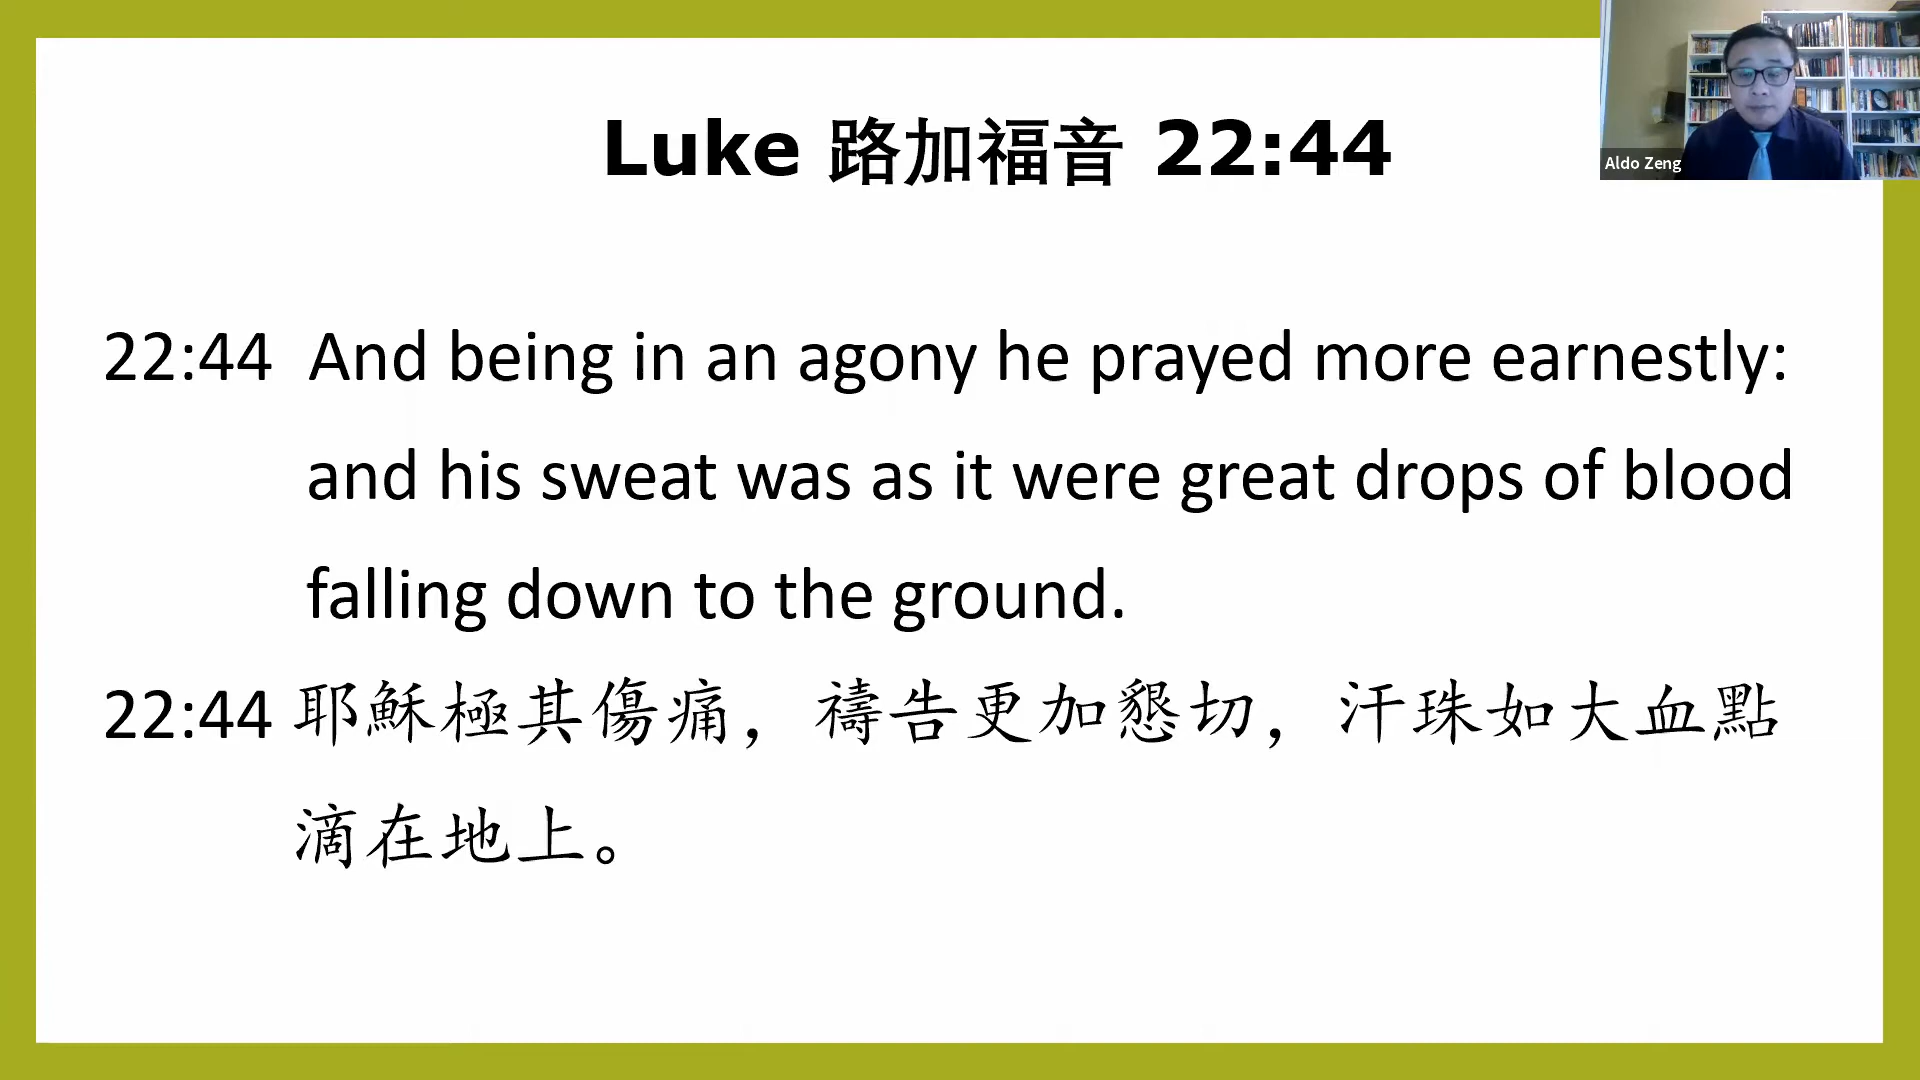 Luke 路加福音 22:44
Aldo Zeng
22:44 And being in an agony he prayed more earnestly:
and his sweat was as it were great drops of blood
falling down to the ground.
22:44 耶穌極其傷痛，禱告更加懇切，汗珠如大血點
滴在地上。